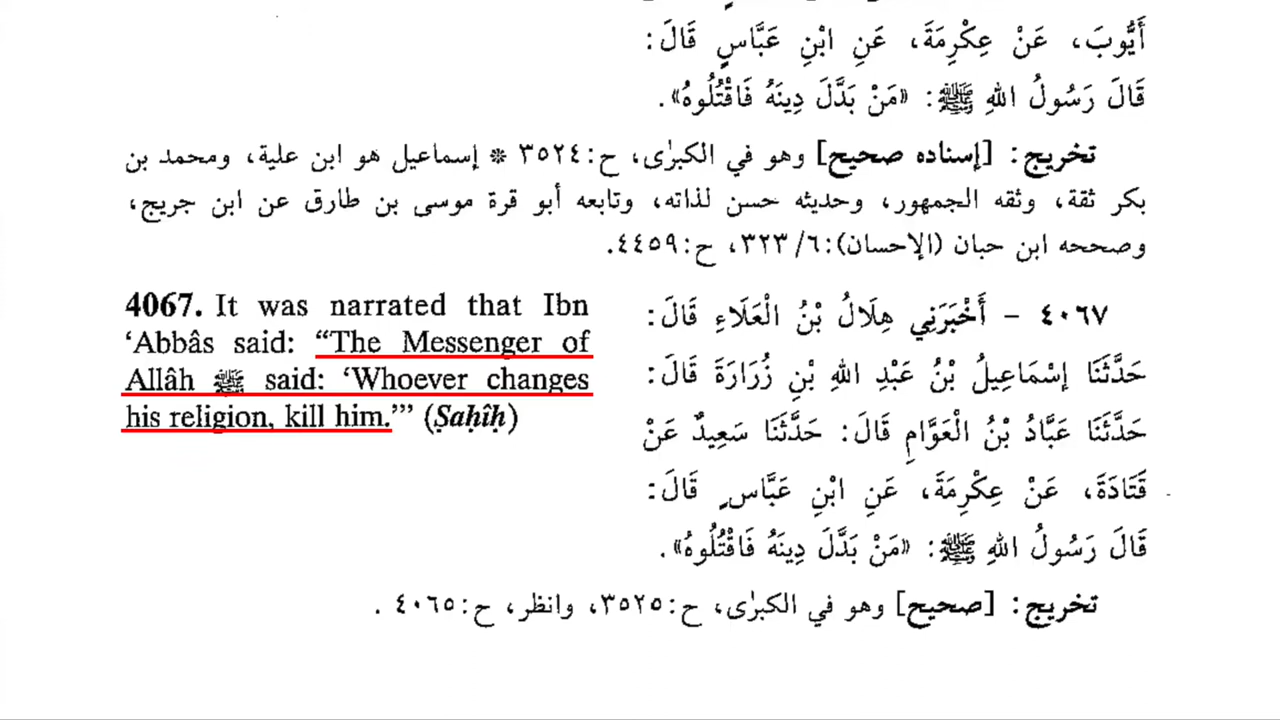 أَيُّوبَ، عَنْ عِكْرِمَةَ، عَنِ ابْنِ عَبَّاسٍ قَالَ:
قَالَ رَسُولُ اللهِ ﷺ: «مَنْ بَدَّلَ دِينَهُ فَاقْتُلُوهُ».
تخريج: [إسناده صحيح] وهو في الكبرٰى، ح:٣٥٢٤ * إسماعيل هو ابن علية، ومحمد بن
بكر ثقة، وثقه الجمهور، وحديثه حسن لذاته، وتابعه أبو قرة موسى بن طارق عن ابن جريج،
وصححه ابن حبان (الإحسان):٦/ ٣٢٣، ح:٤٤٥٩.
4067. It was narrated that Ibn
‘Abbâs said: “The Messenger of
Allâh ﷺ said: ‘Whoever changes
his religion, kill him.’” (Ṣaḥîḥ)
٤٠٦٧ - أَخْبَرَنِي هِلَالُ بْنُ الْعَلَاءِ قَالَ:
حَدَّثَنَا إِسْمَاعِيلُ بْنُ عَبْدِ اللهِ بْنِ زُرَارَةَ قَالَ:
حَدَّثَنَا عَبَّادُ بْنُ الْعَوَّامِ قَالَ: حَدَّثَنَا سَعِيدٌ عَنْ
قَتَادَةَ، عَنْ عِكْرِمَةَ، عَنِ ابْنِ عَبَّاسٍ قَالَ:
قَالَ رَسُولُ اللهِ ﷺ: «مَنْ بَدَّلَ دِينَهُ فَاقْتُلُوهُ».
تخريج: [صحيح] وهو في الكبرٰى، ح:٣٥٢٥، وانظر، ح:٤٠٦٥ .